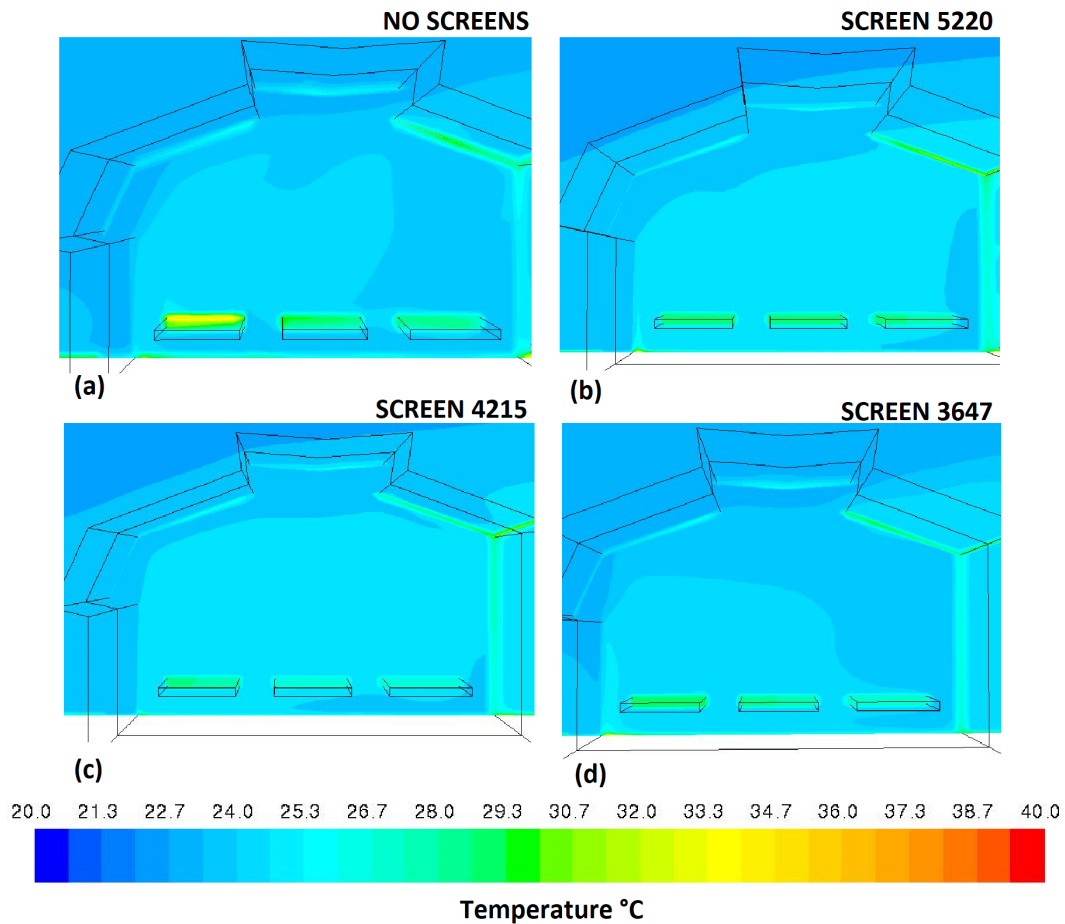 NO SCREENS
SCREEN 5220
(a)
(b)
SCREEN 4215
SCREEN 3647
(c)
(d)
20.0 21.3 22.7 24.0 25.3 26.7 28.0 29.3 30.7 32.0 33.3 34.7 36.0 37.3 38.7 40.0
Temperature °C